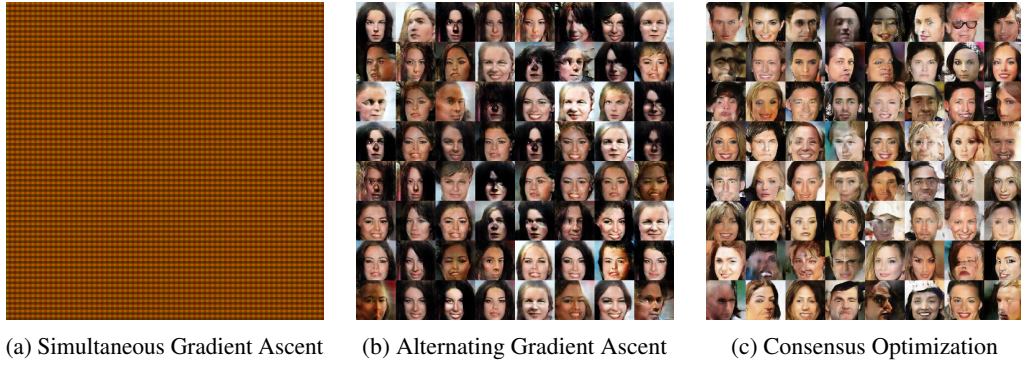 (a) Simultaneous Gradient Ascent (b) Alternating Gradient Ascent (c) Consensus Optimization